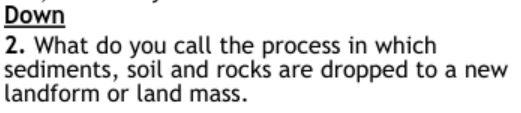 Down
2. What do you call the process in which
sediments, soil and rocks are dropped to a new
landform or land mass.